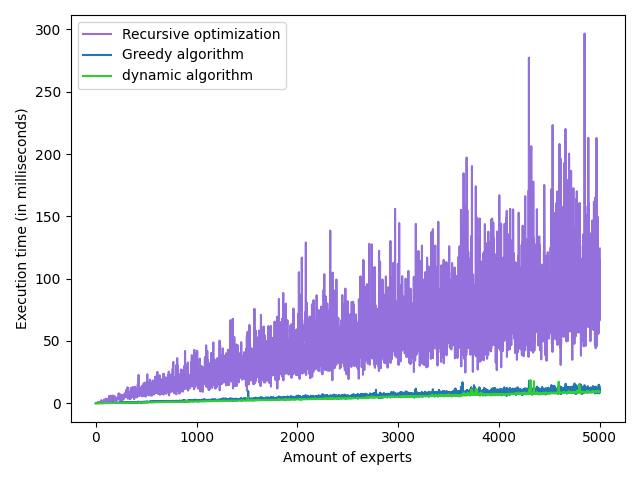 300
250
200
150
100
50
0
Execution time (in milliseconds)
Recursive optimization
Greedy algorithm
dynamic algorithm
0 1000 2000 3000 4000 5000
Amount of experts